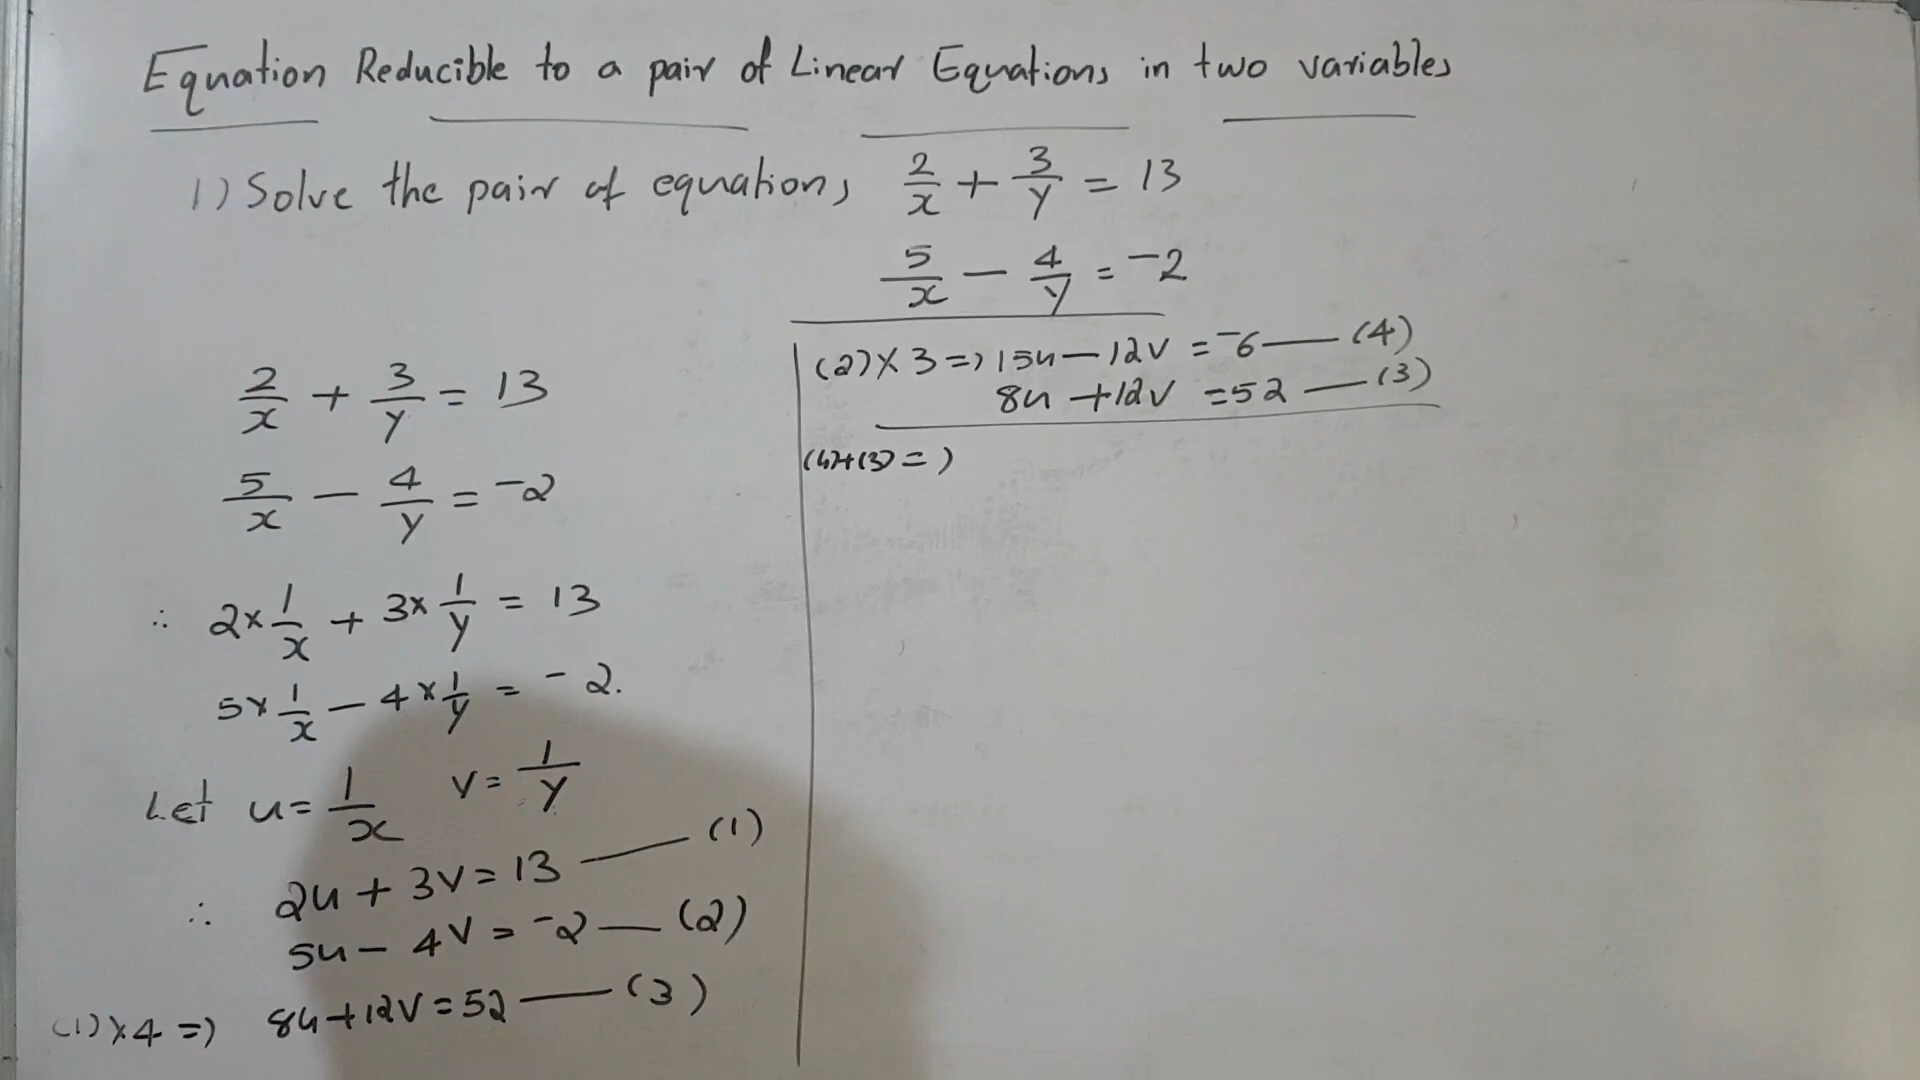 Equation Reducible to a pair of Linear Equations in two variables
1) Solve the pair of equations 2/x + 3/y = 13
5/x - 4/y = -2
2/x + 3/y = 13
5/x - 4/y = -2
∴ 2×1/x + 3×1/y = 13
5×1/x - 4×1/y = -2.
Let u = 1/x v = 1/y
∴ 2u + 3v = 13 — (1)
5u - 4v = -2 — (2)
(1)×4 => 8u + 12v = 52 — (3)
(2)×3 => 15u - 12v = -6 — (4)
8u + 12v = 52 — (3)
(4)+(3) =>